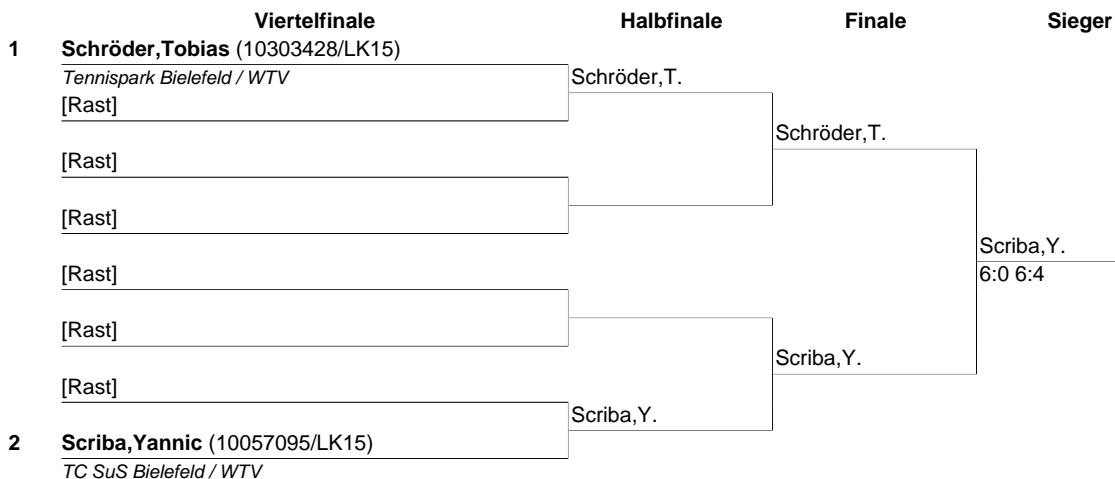 Viertelfinale Halbfinale Finale Sieger
1 Schröder,Tobias (10303428/LK15)
Tennispark Bielefeld / WTV
Schröder,T.
[Rast]
Schröder,T.
[Rast]
[Rast]
Scriba,Y.
[Rast]
6:0 6:4
[Rast]
Scriba,Y.
[Rast]
Scriba,Y.
2 Scriba,Yannic (10057095/LK15)
TC SuS Bielefeld / WTV